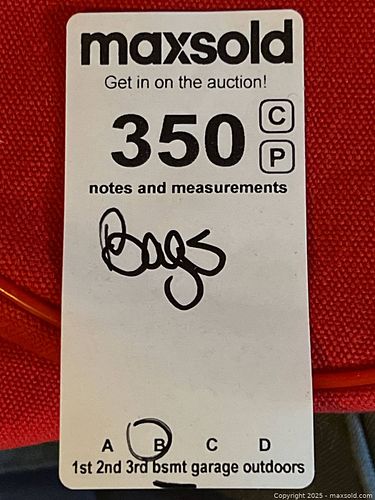 maxsold
Get in on the auction!
350
C
P
notes and measurements
Bags
A B C D
1st 2nd 3rd bsmt garage outdoors
Copyright 2025 - maxsold.com